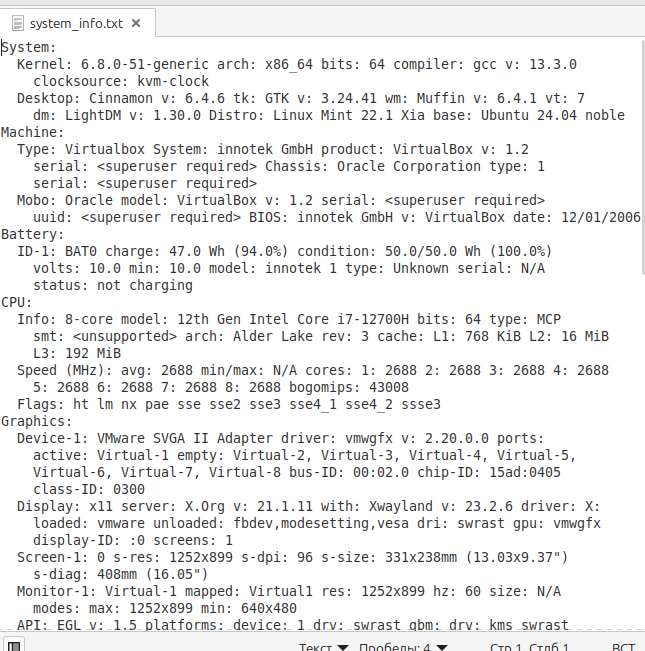 system_info.txt ×
System:
Kernel: 6.8.0-51-generic arch: x86_64 bits: 64 compiler: gcc v: 13.3.0
clocksource: kvm-clock
Desktop: Cinnamon v: 6.4.6 tk: GTK v: 3.24.41 wm: Muffin v: 6.4.1 vt: 7
dm: LightDM v: 1.30.0 Distro: Linux Mint 22.1 Xia base: Ubuntu 24.04 noble
Machine:
Type: Virtualbox System: innotek GmbH product: VirtualBox v: 1.2
serial: <superuser required> Chassis: Oracle Corporation type: 1
serial: <superuser required>
Mobo: Oracle model: VirtualBox v: 1.2 serial: <superuser required>
uuid: <superuser required> BIOS: innotek GmbH v: VirtualBox date: 12/01/2006
Battery:
ID-1: BAT0 charge: 47.0 Wh (94.0%) condition: 50.0/50.0 Wh (100.0%)
volts: 10.0 min: 10.0 model: innotek 1 type: Unknown serial: N/A
status: not charging
CPU:
Info: 8-core model: 12th Gen Intel Core i7-12700H bits: 64 type: MCP
smt: <unsupported> arch: Alder Lake rev: 3 cache: L1: 768 KiB L2: 16 MiB
L3: 192 MiB
Speed (MHz): avg: 2688 min/max: N/A cores: 1: 2688 2: 2688 3: 2688 4: 2688
5: 2688 6: 2688 7: 2688 8: 2688 bogomips: 43008
Flags: ht lm nx pae sse sse2 sse3 sse4_1 sse4_2 ssse3
Graphics:
Device-1: VMware SVGA II Adapter driver: vmwgfx v: 2.20.0.0 ports:
active: Virtual-1 empty: Virtual-2, Virtual-3, Virtual-4, Virtual-5,
Virtual-6, Virtual-7, Virtual-8 bus-ID: 00:02.0 chip-ID: 15ad:0405
class-ID: 0300
Display: x11 server: X.Org v: 21.1.11 with: Xwayland v: 23.2.6 driver: X:
loaded: vmware unloaded: fbdev,modesetting,vesa dri: swrast gpu: vmwgfx
display-ID: :0 screens: 1
Screen-1: 0 s-res: 1252x899 s-dpi: 96 s-size: 331x238mm (13.03x9.37")
s-diag: 408mm (16.05")
Monitor-1: Virtual-1 mapped: Virtual1 res: 1252x899 hz: 60 size: N/A
modes: max: 1252x899 min: 640x480
API: EGL v: 1.5 platforms: device: 1 drv: swrast gbm: drv: kms_swrast
Текст Пробелы: 4 Стр 1, Стлб 1 ВСТ